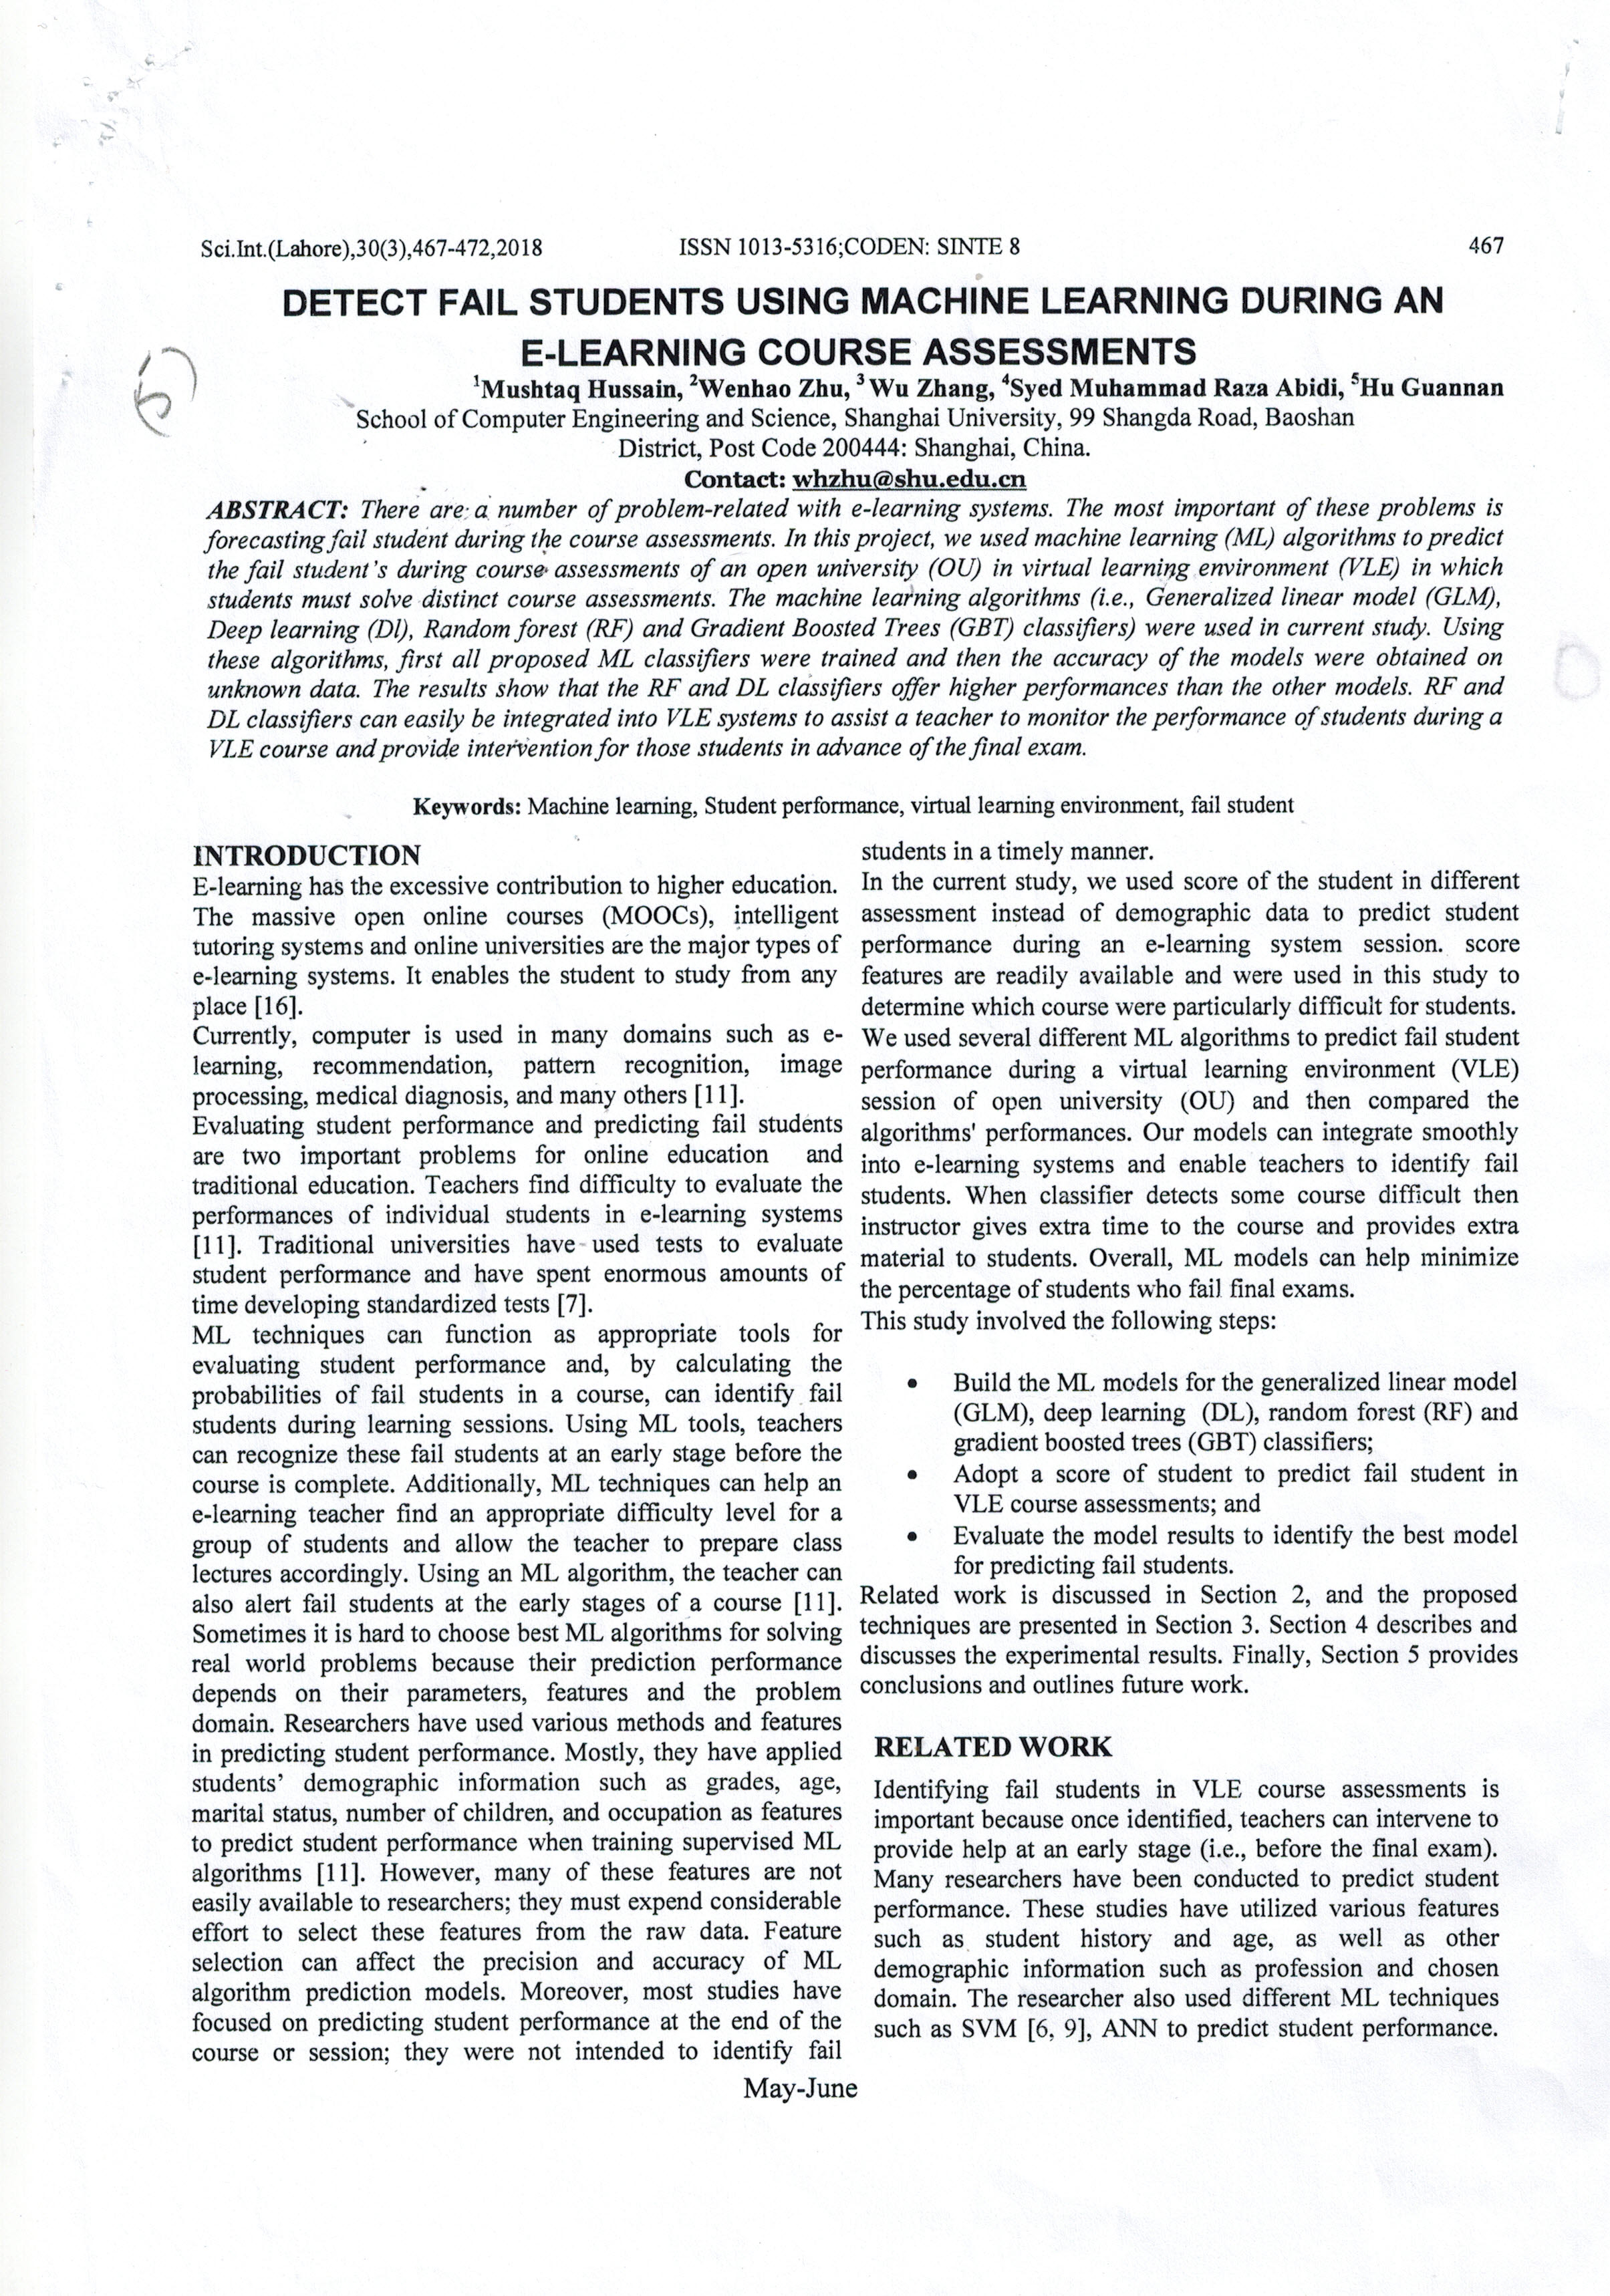 Sci.Int.(Lahore),30(3),467-472,2018 ISSN 1013-5316;CODEN: SINTE 8 467
DETECT FAIL STUDENTS USING MACHINE LEARNING DURING AN
E-LEARNING COURSE ASSESSMENTS
¹Mushtaq Hussain, ²Wenhao Zhu, ³Wu Zhang, ⁴Syed Muhammad Raza Abidi, ⁵Hu Guannan
School of Computer Engineering and Science, Shanghai University, 99 Shangda Road, Baoshan
District, Post Code 200444: Shanghai, China.
Contact: whzhu@shu.edu.cn
ABSTRACT: There are a number of problem-related with e-learning systems. The most important of these problems is
forecasting fail student during the course assessments. In this project, we used machine learning (ML) algorithms to predict
the fail student's during course assessments of an open university (OU) in virtual learning environment (VLE) in which
students must solve distinct course assessments. The machine learning algorithms (i.e., Generalized linear model (GLM),
Deep learning (Dl), Random forest (RF) and Gradient Boosted Trees (GBT) classifiers) were used in current study. Using
these algorithms, first all proposed ML classifiers were trained and then the accuracy of the models were obtained on
unknown data. The results show that the RF and DL classifiers offer higher performances than the other models. RF and
DL classifiers can easily be integrated into VLE systems to assist a teacher to monitor the performance of students during a
VLE course and provide intervention for those students in advance of the final exam.
Keywords: Machine learning, Student performance, virtual learning environment, fail student
INTRODUCTION
E-learning has the excessive contribution to higher education.
The massive open online courses (MOOCs), intelligent
tutoring systems and online universities are the major types of
e-learning systems. It enables the student to study from any
place [16].
Currently, computer is used in many domains such as e-
learning, recommendation, pattern recognition, image
processing, medical diagnosis, and many others [11].
Evaluating student performance and predicting fail students
are two important problems for online education and
traditional education. Teachers find difficulty to evaluate the
performances of individual students in e-learning systems
[11]. Traditional universities have used tests to evaluate
student performance and have spent enormous amounts of
time developing standardized tests [7].
ML techniques can function as appropriate tools for
evaluating student performance and, by calculating the
probabilities of fail students in a course, can identify fail
students during learning sessions. Using ML tools, teachers
can recognize these fail students at an early stage before the
course is complete. Additionally, ML techniques can help an
e-learning teacher find an appropriate difficulty level for a
group of students and allow the teacher to prepare class
lectures accordingly. Using an ML algorithm, the teacher can
also alert fail students at the early stages of a course [11].
Sometimes it is hard to choose best ML algorithms for solving
real world problems because their prediction performance
depends on their parameters, features and the problem
domain. Researchers have used various methods and features
in predicting student performance. Mostly, they have applied
students' demographic information such as grades, age,
marital status, number of children, and occupation as features
to predict student performance when training supervised ML
algorithms [11]. However, many of these features are not
easily available to researchers; they must expend considerable
effort to select these features from the raw data. Feature
selection can affect the precision and accuracy of ML
algorithm prediction models. Moreover, most studies have
focused on predicting student performance at the end of the
course or session; they were not intended to identify fail
students in a timely manner.
In the current study, we used score of the student in different
assessment instead of demographic data to predict student
performance during an e-learning system session. score
features are readily available and were used in this study to
determine which course were particularly difficult for students.
We used several different ML algorithms to predict fail student
performance during a virtual learning environment (VLE)
session of open university (OU) and then compared the
algorithms' performances. Our models can integrate smoothly
into e-learning systems and enable teachers to identify fail
students. When classifier detects some course difficult then
instructor gives extra time to the course and provides extra
material to students. Overall, ML models can help minimize
the percentage of students who fail final exams.
This study involved the following steps:
• Build the ML models for the generalized linear model
(GLM), deep learning (DL), random forest (RF) and
gradient boosted trees (GBT) classifiers;
• Adopt a score of student to predict fail student in
VLE course assessments; and
• Evaluate the model results to identify the best model
for predicting fail students.
Related work is discussed in Section 2, and the proposed
techniques are presented in Section 3. Section 4 describes and
discusses the experimental results. Finally, Section 5 provides
conclusions and outlines future work.
RELATED WORK
Identifying fail students in VLE course assessments is
important because once identified, teachers can intervene to
provide help at an early stage (i.e., before the final exam).
Many researchers have been conducted to predict student
performance. These studies have utilized various features
such as student history and age, as well as other
demographic information such as profession and chosen
domain. The researcher also used different ML techniques
such as SVM [6, 9], ANN to predict student performance.
May-June